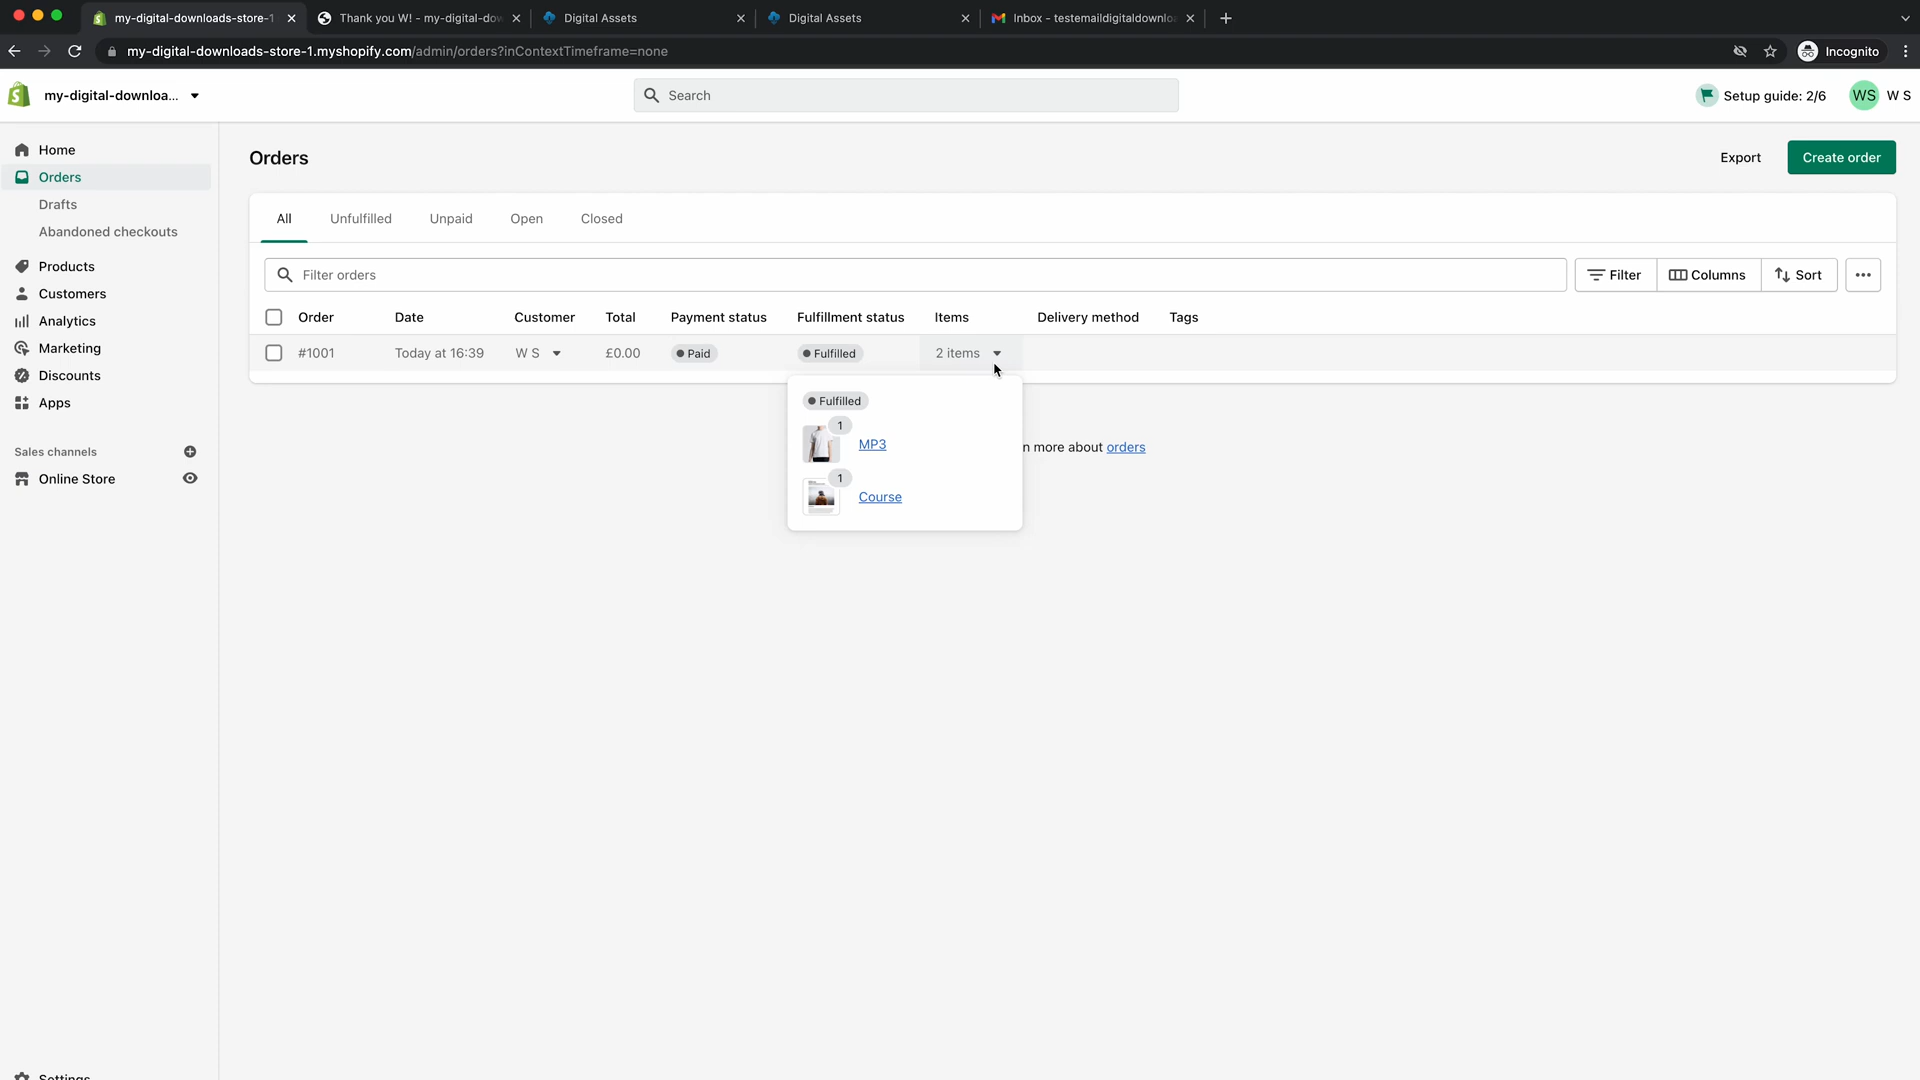 my-digital-downloads-store-1
Thank you W! - my-digital-dow
Digital Assets
Digital Assets
Inbox - testemaildigitaldownlo
my-digital-downloads-store-1.myshopify.com/admin/orders?inContextTimeframe=none
Incognito
my-digital-downloa...
Search
Setup guide: 2/6
WS
W S
Home
Orders
Drafts
Abandoned checkouts
Products
Customers
Analytics
Marketing
Discounts
Apps
Sales channels
Online Store
Settings
Orders
Export
Create order
All
Unfulfilled
Unpaid
Open
Closed
Filter orders
Filter
Columns
Sort
Order Date Customer Total Payment status Fulfillment status Items Delivery method Tags
#1001 Today at 16:39 W S £0.00 Paid Fulfilled 2 items
Fulfilled
1
MP3
1
Course
more about orders